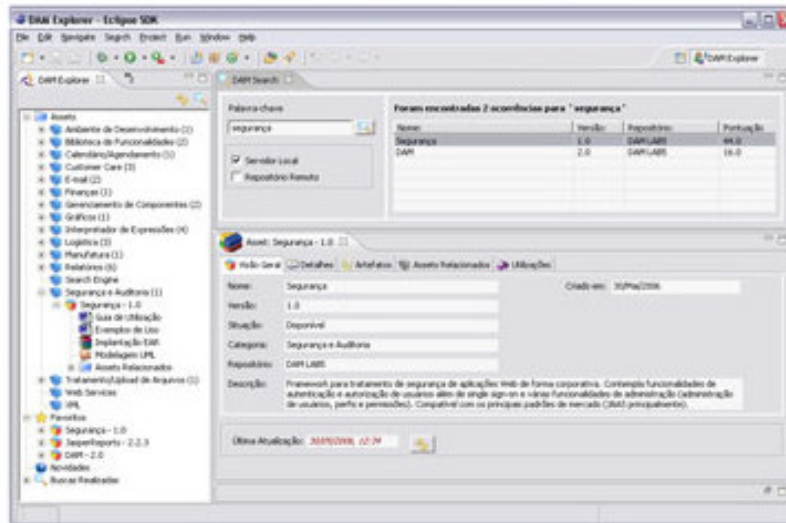 DAM Explorer - Eclipse SDK
File Edit Navigate Search Project Run Window Help
DAM Explorer
DAM Explorer
DAM Search
Assets
Ambiente de Desenvolvimento (2)
Biblioteca de Funcionalidades (2)
Calendário/Agendamento (1)
Customer Care (3)
E-mail (2)
Finanças (1)
Gerenciamento de Componentes (2)
Gráficos (1)
Interpretador de Expressões (4)
Logística (3)
Manufatura (1)
Relatórios (6)
Search Engine
Segurança e Auditoria (1)
Segurança - 1.0
Guia de Utilização
Exemplos de Uso
Implantação EAR
Modelagem UML
Assets Relacionados
Tratamento/Upload de Arquivos (1)
Web Services
XML
Favoritos
Segurança - 1.0
JasperReports - 2.2.3
DAM - 2.0
Novidades
Buscas Realizadas
Palavra-chave
segurança
Servidor Local
Repositório Remoto
Foram encontradas 2 ocorrências para "segurança"
Nome Versão Repositório Pontuação
Segurança 1.0 DAM LABS 44.0
DAM 2.0 DAM LABS 16.0
Asset: Segurança - 1.0
Visão Geral Detalhes Artefatos Assets Relacionados Utilizações
Nome: Segurança Criado em: 30/Mai/2006
Versão: 1.0
Situação: Disponível
Categoria: Segurança e Auditoria
Repositório: DAM LABS
Descrição: Framework para tratamento de segurança de aplicações Web de forma corporativa. Contempla funcionalidades de
autenticação e autorização de usuários além de single sign-on e várias funcionalidades de administração (administração
de usuários, perfis e permissões). Compatível com os principais padrões de mercado (JAAS principalmente).
Última Atualização: